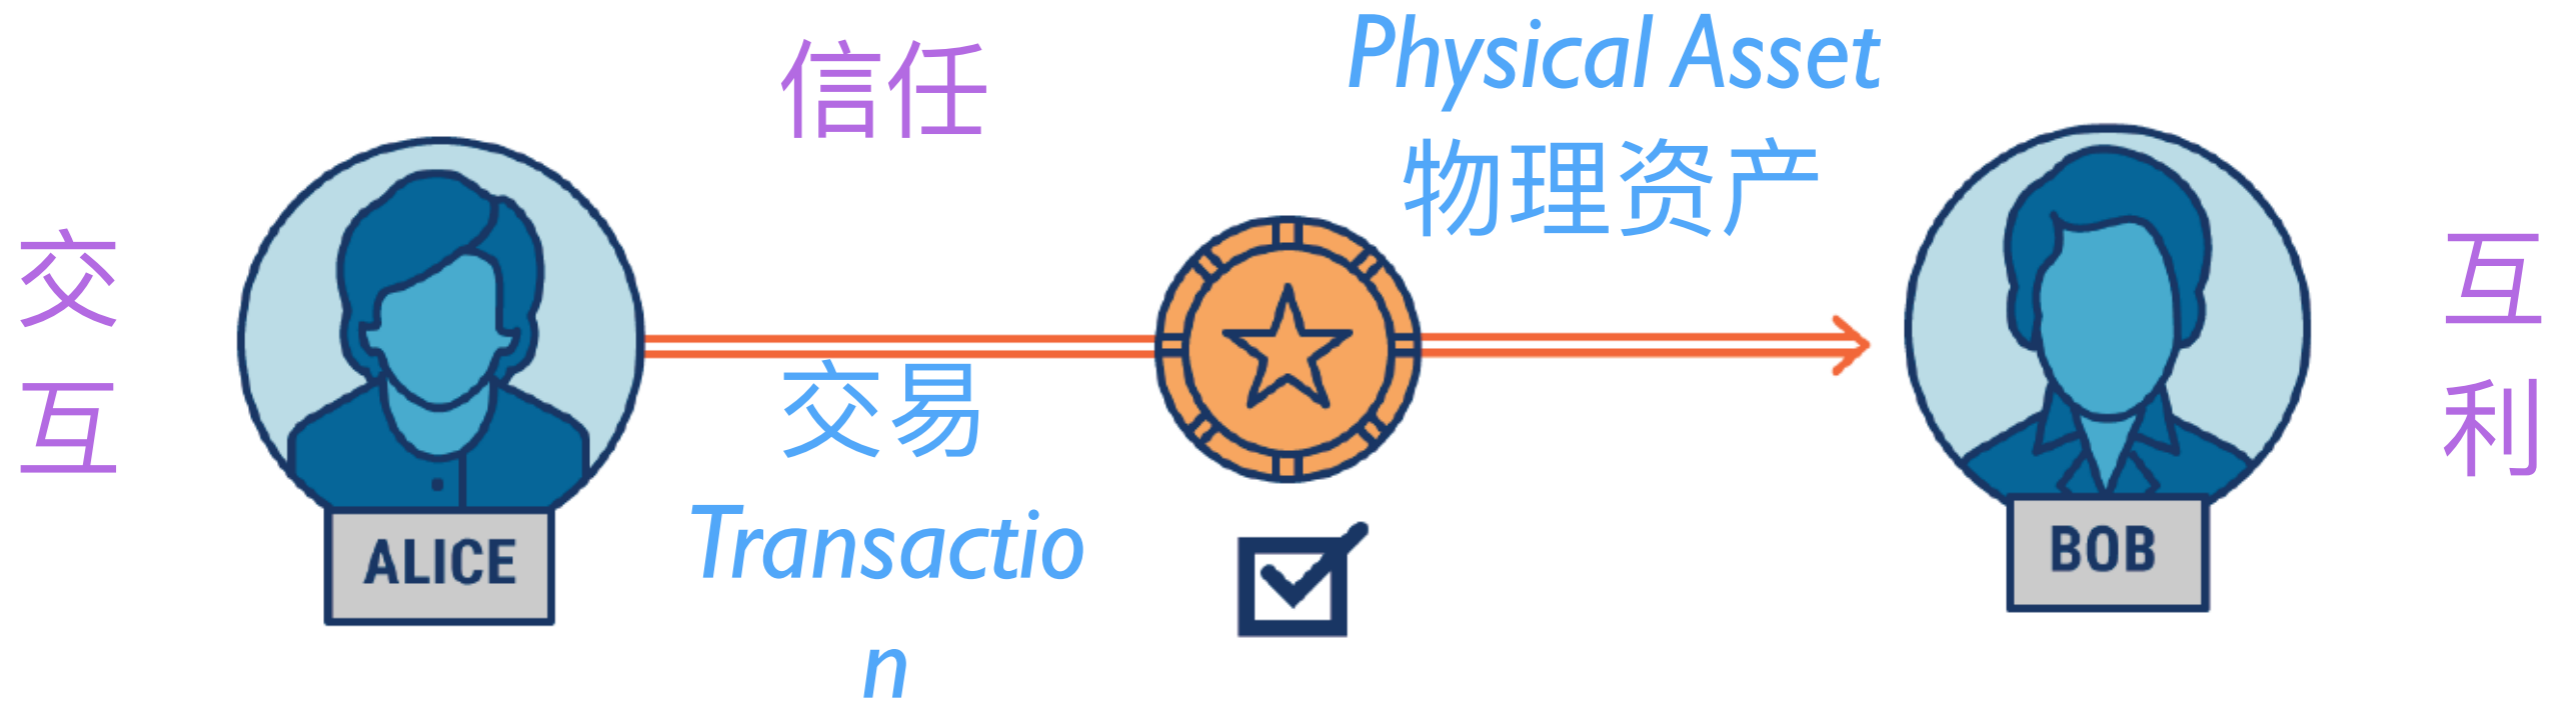 信任
Physical Asset
物理资产
交
互
互
利
交易
Transactio
n
ALICE
BOB